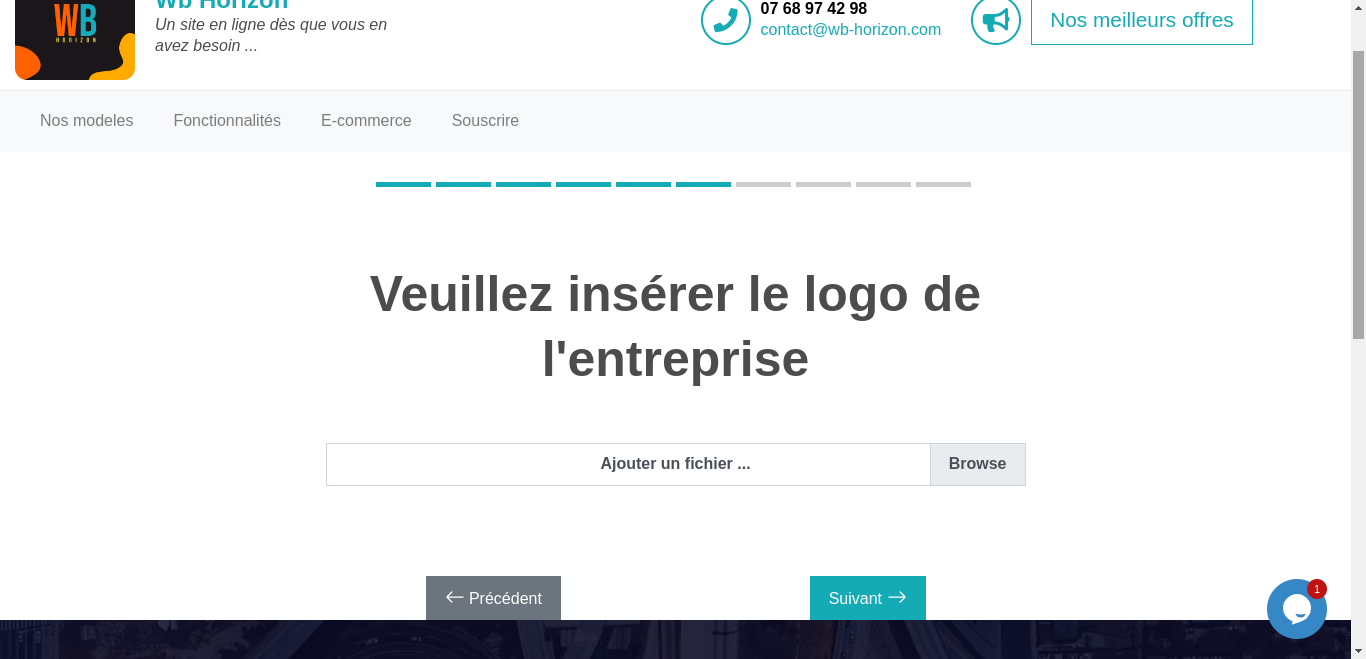 Wb Horizon
WB
HORIZON
Un site en ligne dès que vous en
avez besoin ...
07 68 97 42 98
contact@wb-horizon.com
Nos meilleurs offres
Nos modeles
Fonctionnalités
E-commerce
Souscrire
Veuillez insérer le logo de
l'entreprise
Ajouter un fichier ...
Browse
Précédent
Suivant
1